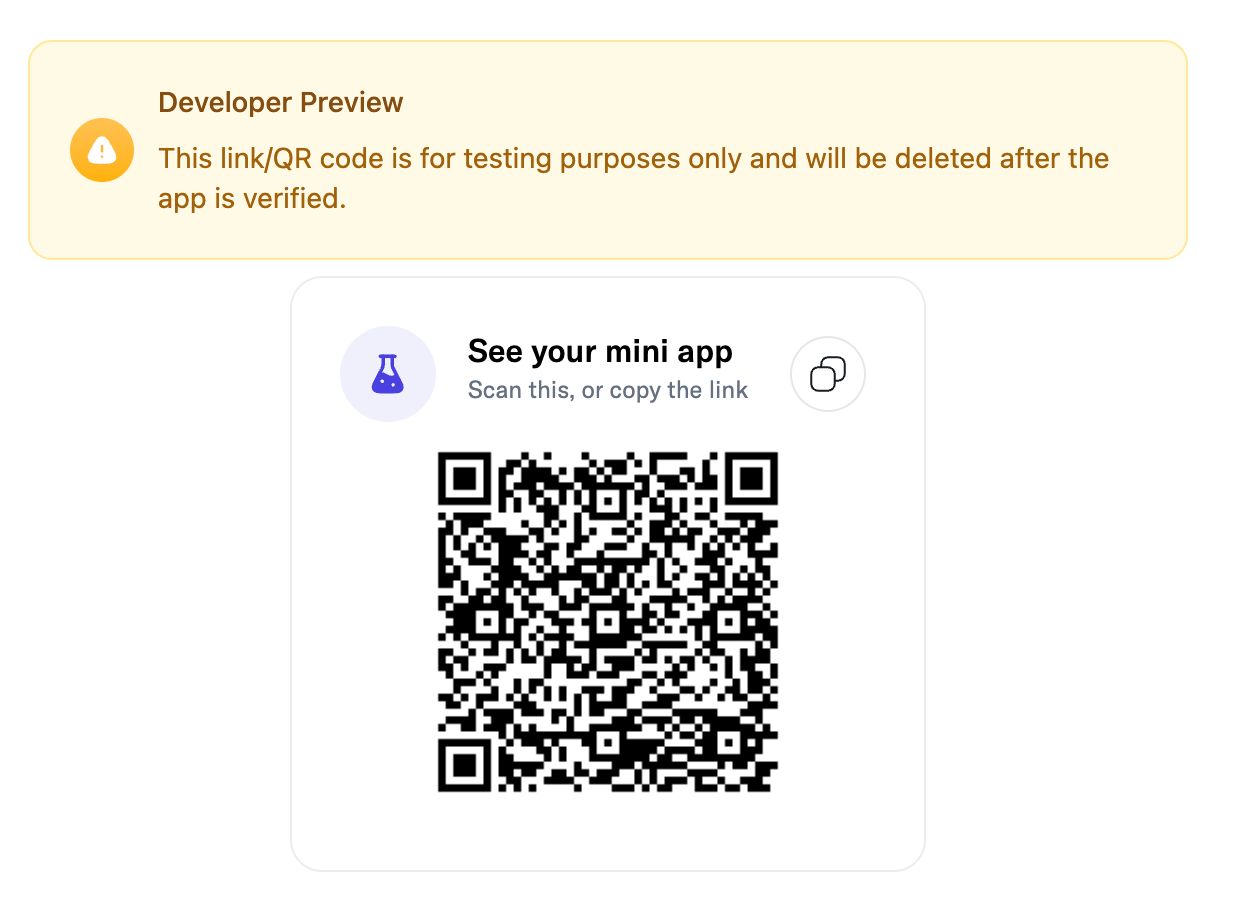 Developer Preview
This link/QR code is for testing purposes only and will be deleted after the
app is verified.
See your mini app
Scan this, or copy the link